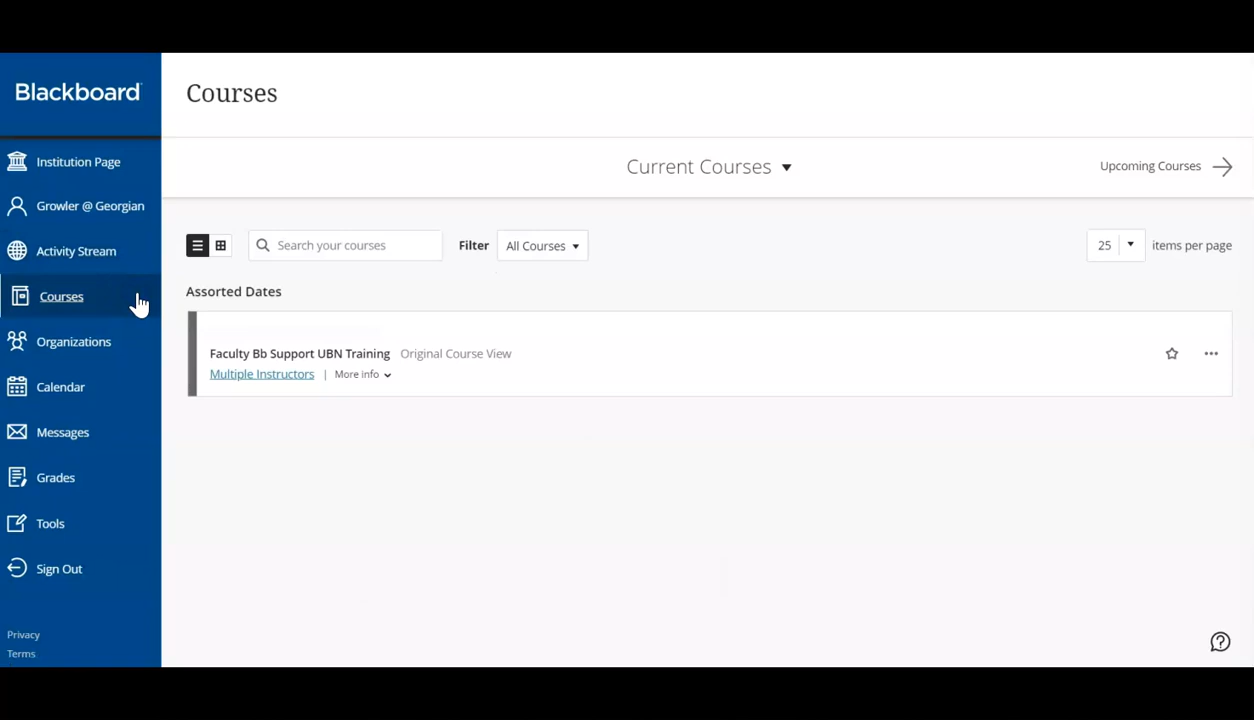 Blackboard
Institution Page
Growler @ Georgian
Activity Stream
Courses
Organizations
Calendar
Messages
Grades
Tools
Sign Out
Privacy
Terms
Courses
Current Courses
Upcoming Courses
Search your courses
Filter
All Courses
25
items per page
Assorted Dates
Faculty Bb Support UBN Training Original Course View
Multiple Instructors | More info